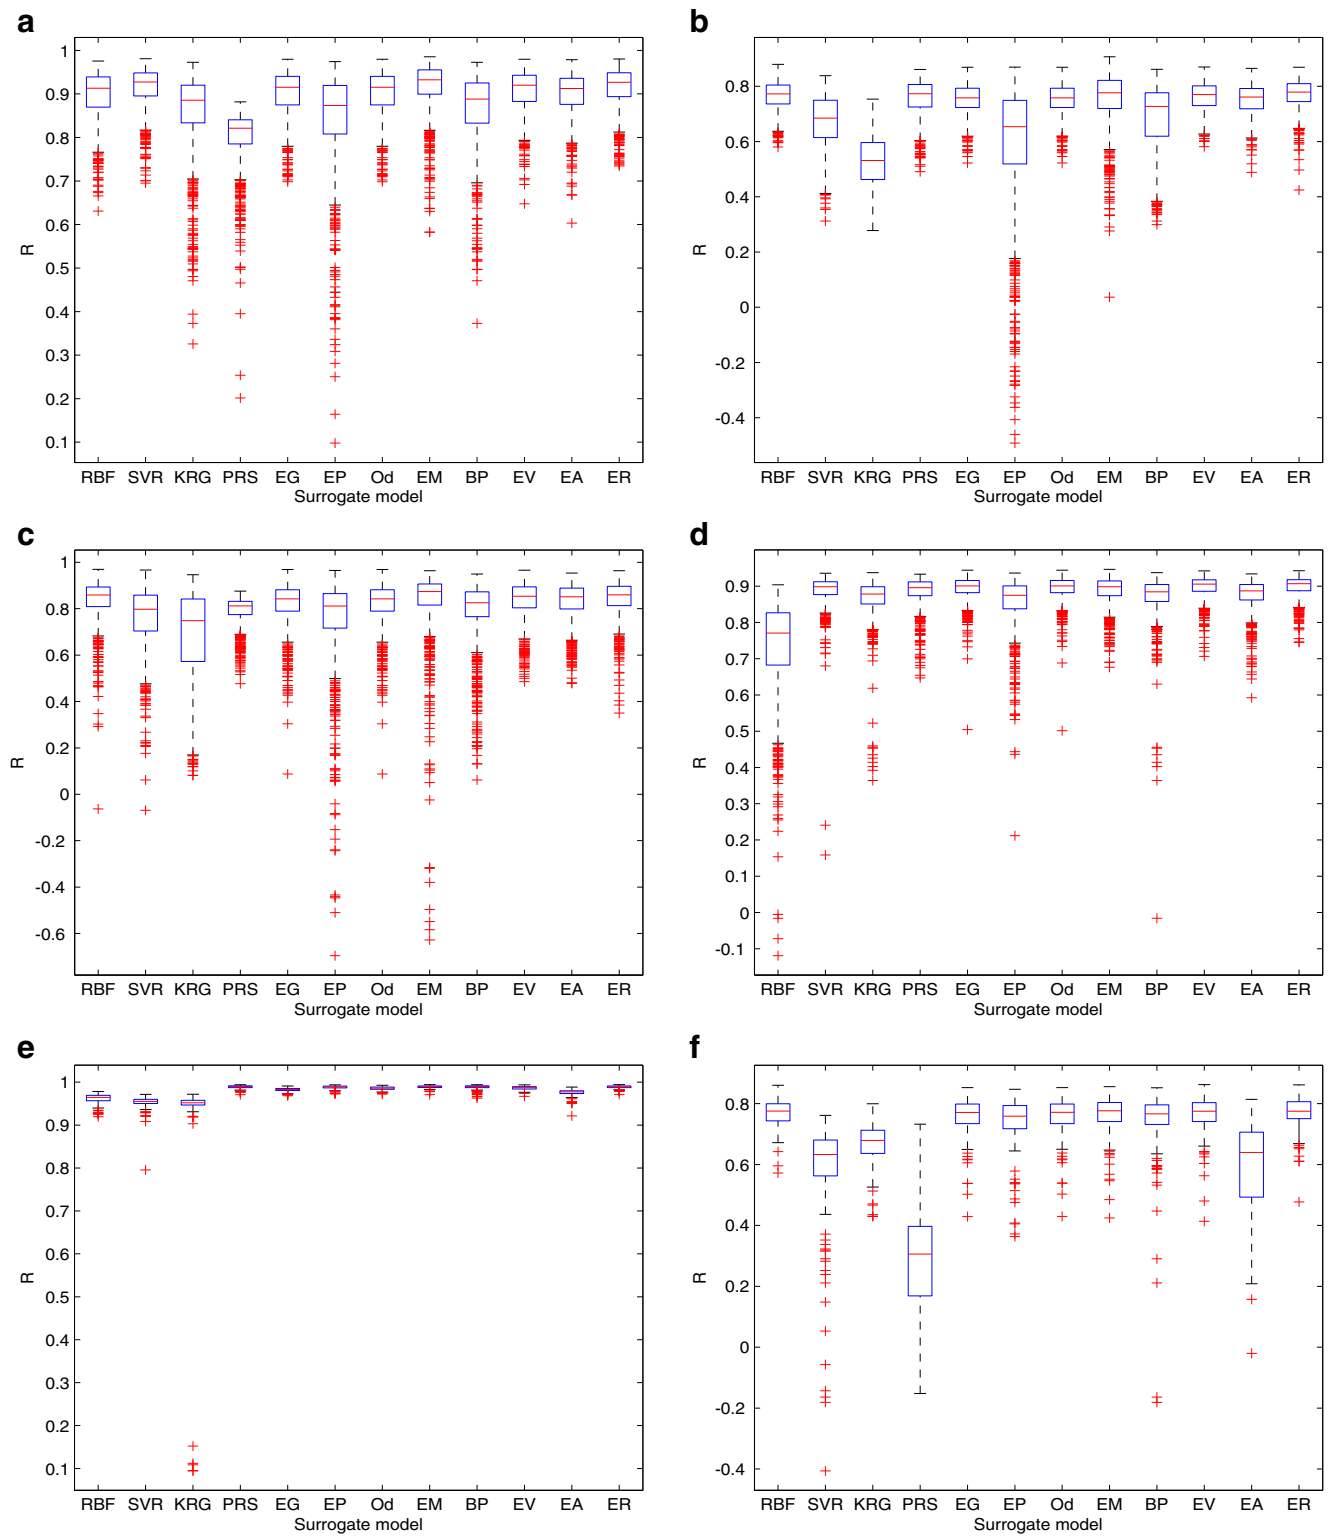 a
1
0.9
0.8
0.7
0.6
0.5
0.4
0.3
0.2
0.1
R
RBF SVR KRG PRS EG EP Od EM BP EV EA ER
Surrogate model
b
0.8
0.6
0.4
0.2
0
-0.2
-0.4
R
RBF SVR KRG PRS EG EP Od EM BP EV EA ER
Surrogate model
c
1
0.8
0.6
0.4
0.2
0
-0.2
-0.4
-0.6
R
RBF SVR KRG PRS EG EP Od EM BP EV EA ER
Surrogate model
d
0.9
0.8
0.7
0.6
0.5
0.4
0.3
0.2
0.1
0
-0.1
R
RBF SVR KRG PRS EG EP Od EM BP EV EA ER
Surrogate model
e
1
0.9
0.8
0.7
0.6
0.5
0.4
0.3
0.2
0.1
R
RBF SVR KRG PRS EG EP Od EM BP EV EA ER
Surrogate model
f
0.8
0.6
0.4
0.2
0
-0.2
-0.4
R
RBF SVR KRG PRS EG EP Od EM BP EV EA ER
Surrogate model